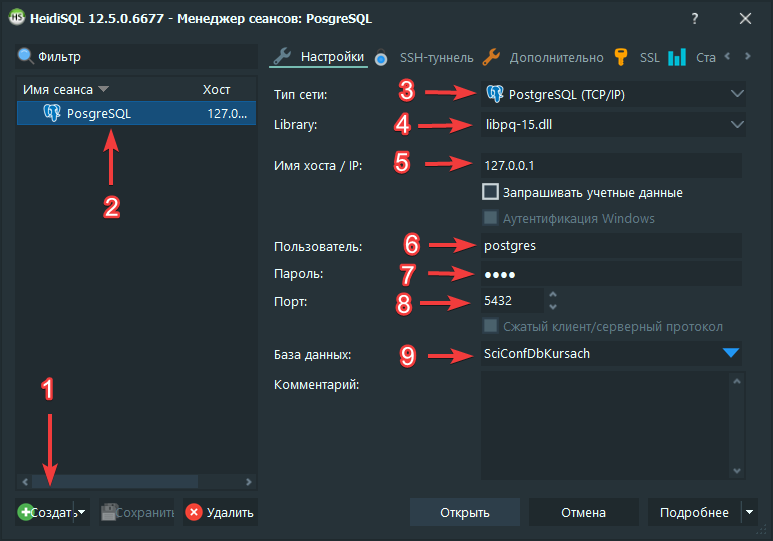 HS HeidiSQL 12.5.0.6677 - Менеджер сеансов: PosgreSQL ?
Фильтр
Настройки SSH-туннель Дополнительно SSL Ста
Имя сеанса Хост
PosgreSQL 127.0...
2
Тип сети: 3 PostgreSQL (TCP/IP)
Library: 4 libpq-15.dll
Имя хоста / IP: 5 127.0.0.1
Запрашивать учетные данные
Аутентификация Windows
Пользователь: 6 postgres
Пароль: 7 ●●●●
Порт: 8 5432
Сжатый клиент/серверный протокол
База данных: 9 SciConfDbKursach
Комментарий:
1
Создать Сохранить Удалить
Открыть Отмена Подробнее